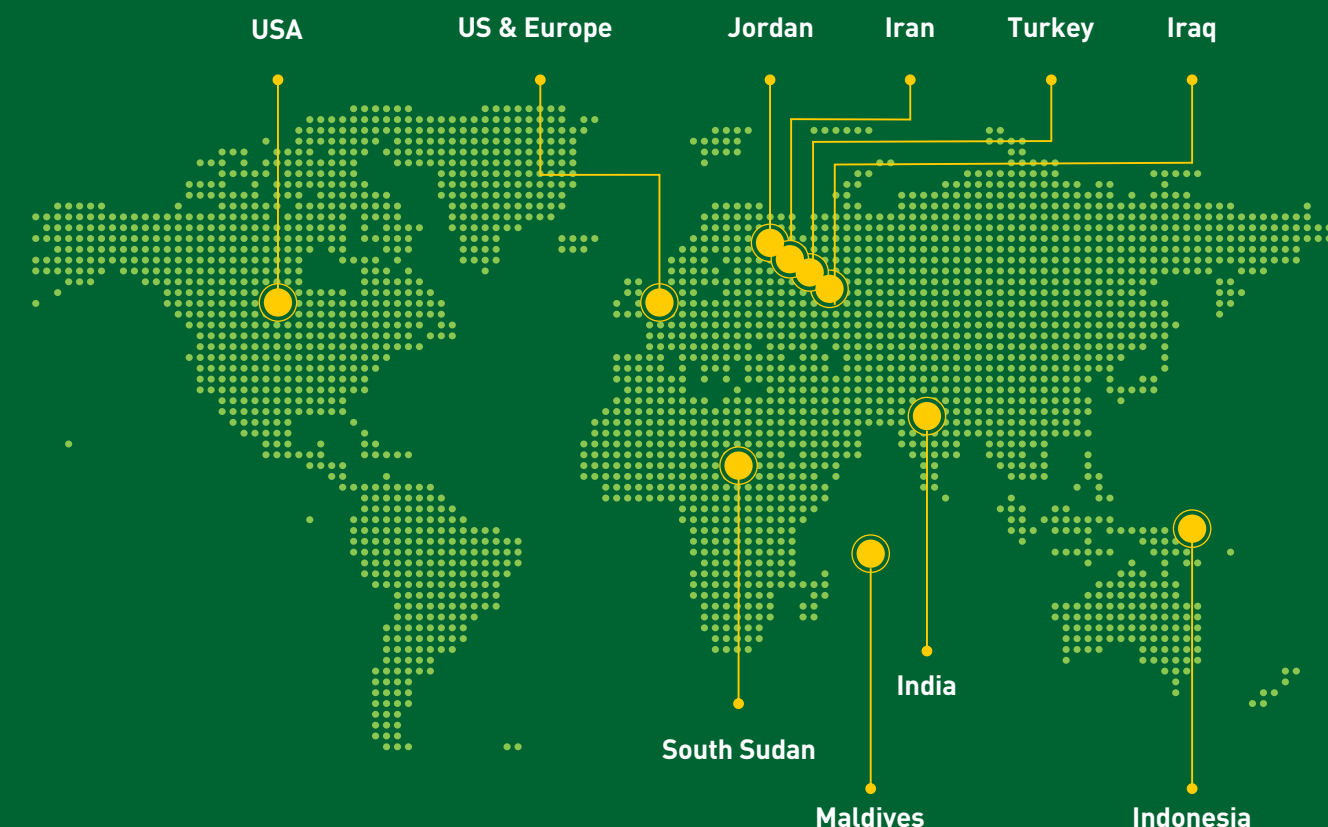 USA
US & Europe
Jordan
Iran
Turkey
Iraq
India
South Sudan
Maldives
Indonesia